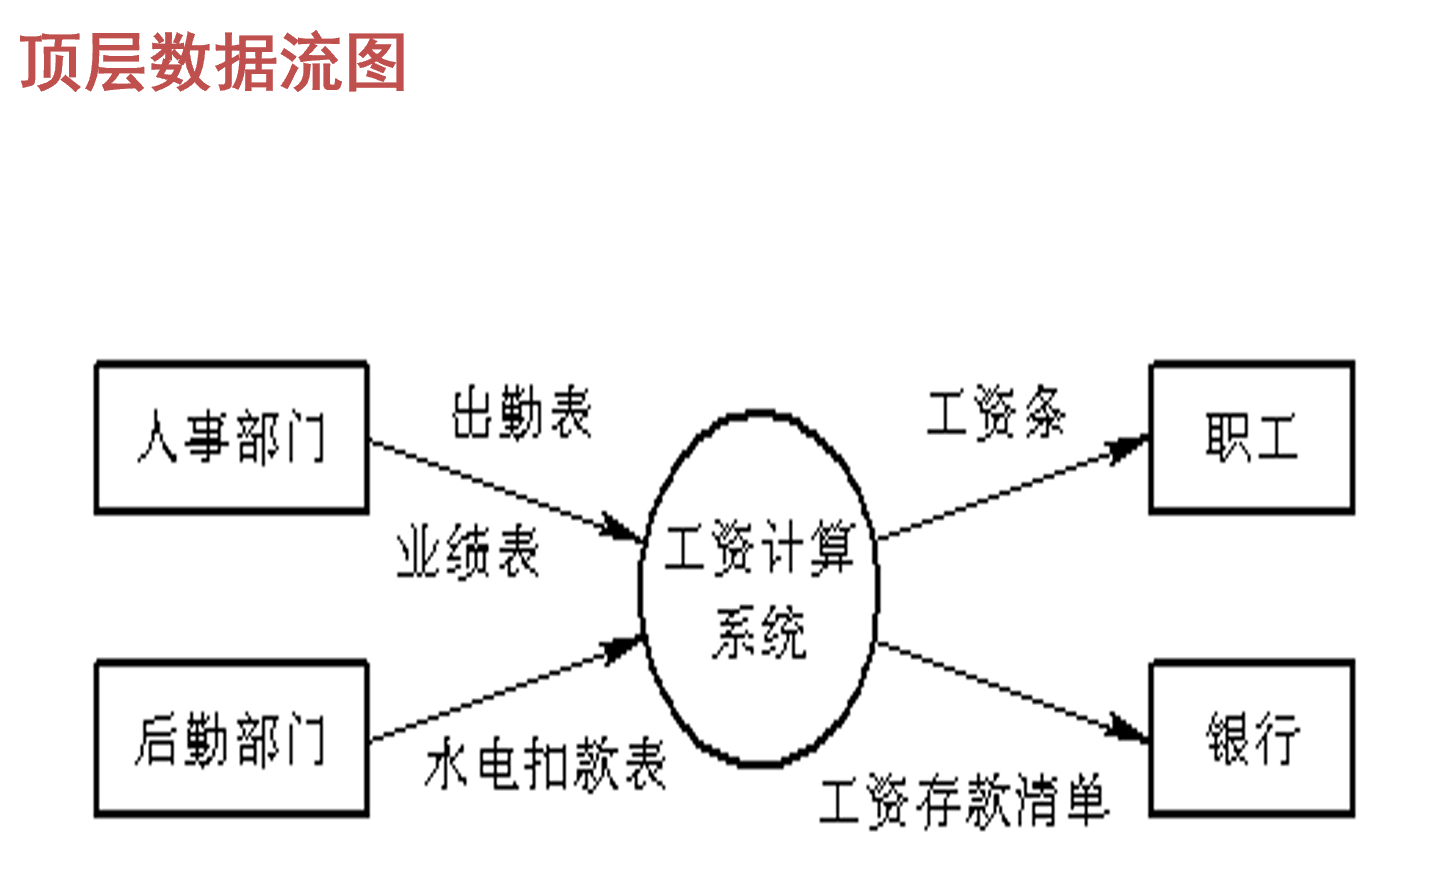 顶层数据流图
人事部门
出勤表
业绩表
工资条
职工
工资计算
系统
后勤部门
水电扣款表
工资存款清单
银行